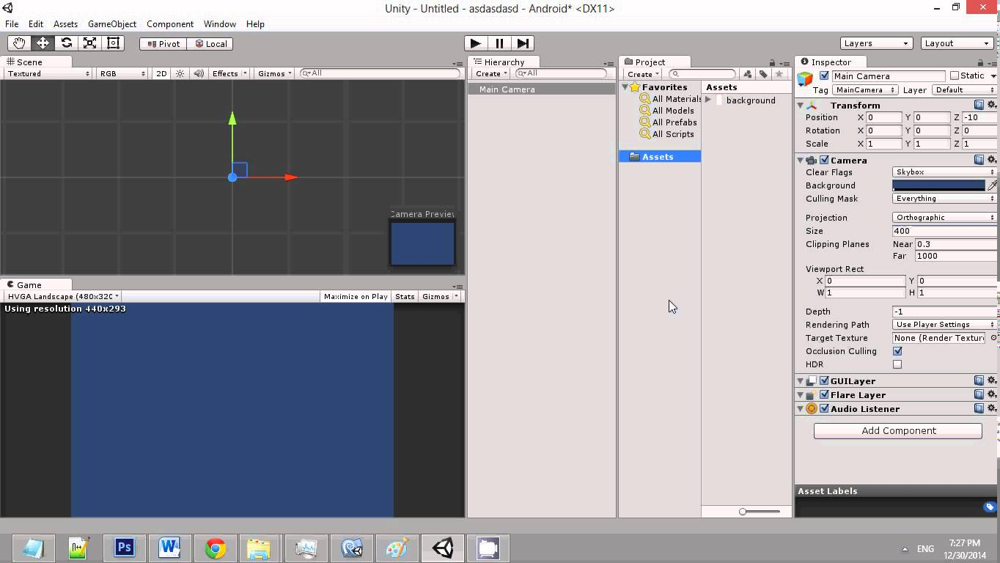 Unity - Untitled - asdasdasd - Android* <DX11>
File Edit Assets GameObject Component Window Help
Pivot Local
Layers Layout
Scene
Textured RGB 2D Effects Gizmos All
Camera Preview
Game
HVGA Landscape (480x320 Maximize on Play Stats Gizmos
Using resolution 440x293
Hierarchy
Create All
Main Camera
Project
Create
Favorites
All Materials
All Models
All Prefabs
All Scripts
Assets
Assets
background
Inspector
Main Camera Static
Tag MainCamera Layer Default
Transform
Position X 0 Y 0 Z -10
Rotation X 0 Y 0 Z 0
Scale X 1 Y 1 Z 1
Camera
Clear Flags Skybox
Background
Culling Mask Everything
Projection Orthographic
Size 400
Clipping Planes Near 0.3
Far 1000
Viewport Rect
X 0 Y 0
W 1 H 1
Depth -1
Rendering Path Use Player Settings
Target Texture None (Render Textur
Occlusion Culling
HDR
GUILayer
Flare Layer
Audio Listener
Add Component
Asset Labels
n++ Ps W
ENG 7:27 PM
12/30/2014